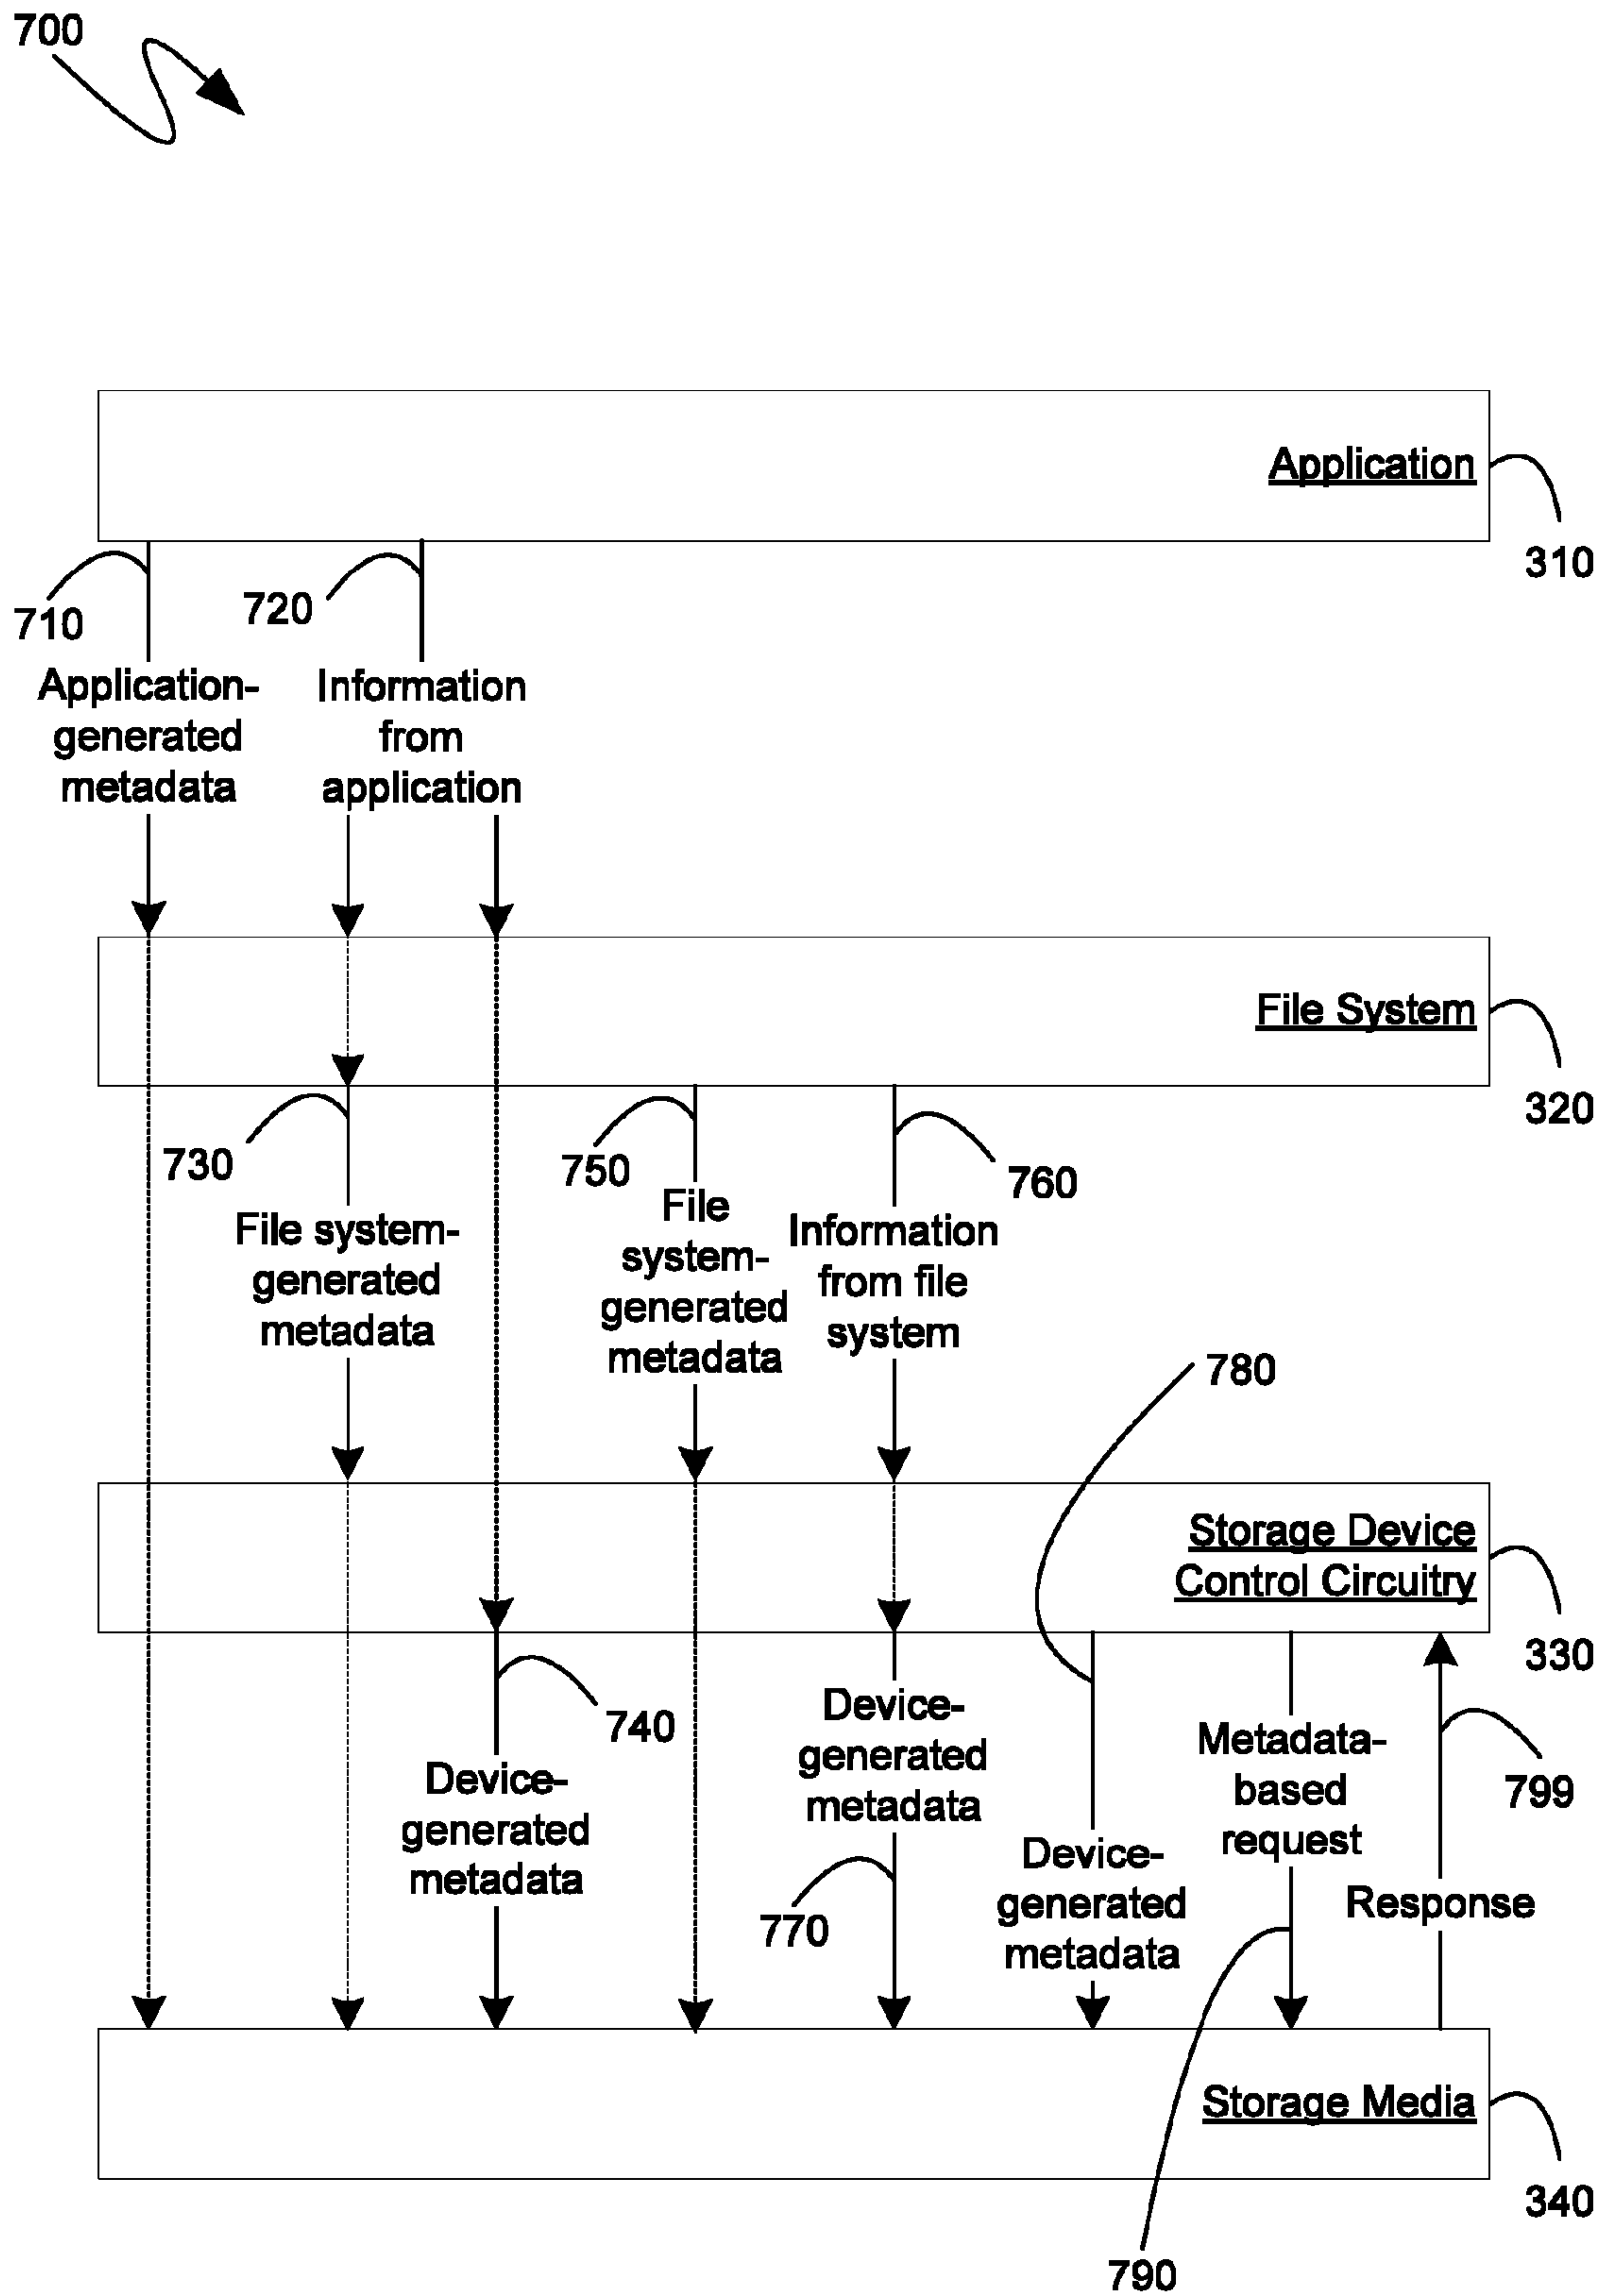 700
Application
310
710
720
Application-
generated
metadata
Information
from
application
File System
320
730
750
760
File system-
generated
metadata
File
system-
generated
metadata
Information
from file
system
780
Storage Device
Control Circuitry
330
740
Device-
generated
metadata
Device-
generated
metadata
770
Device-
generated
metadata
Metadata-
based
request
799
Response
Storage Media
340
790